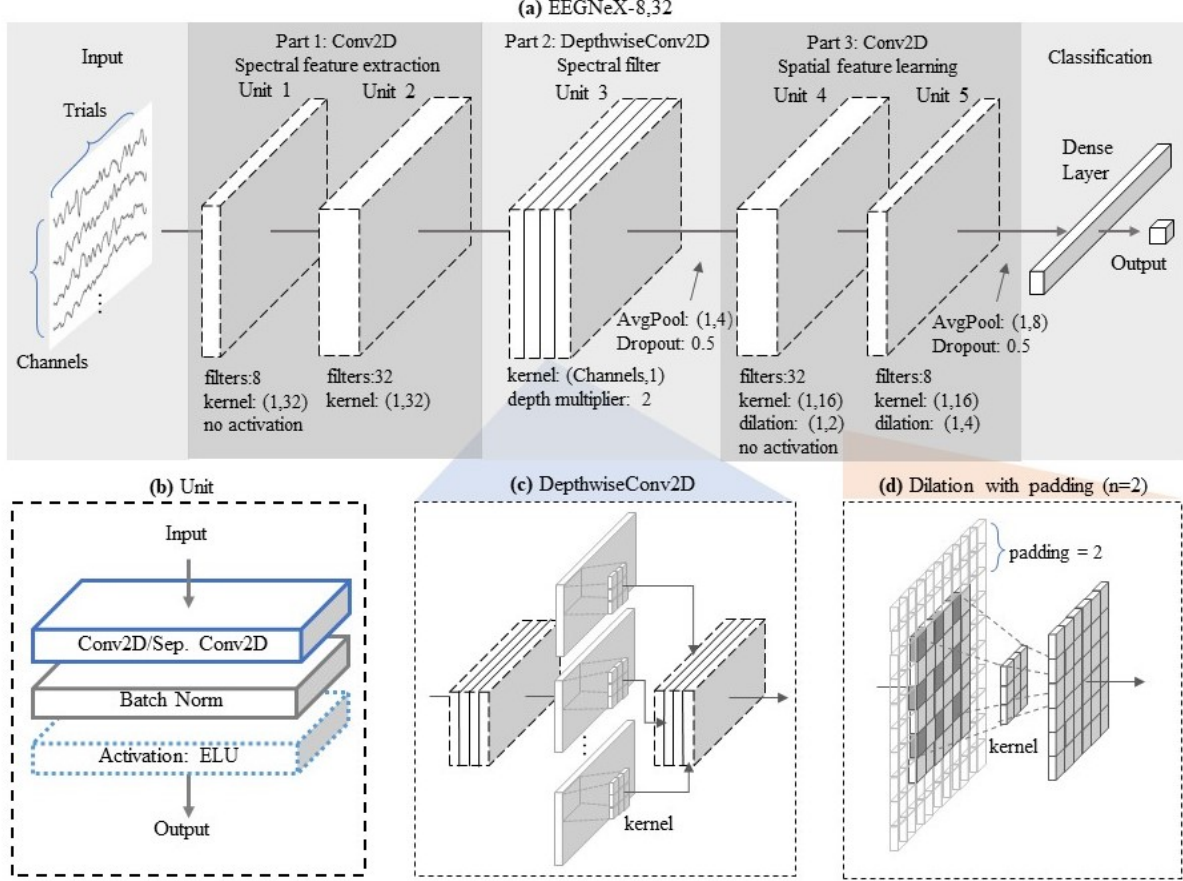 (a) EEGNeX-8,32
Input
Trials
Channels
Part 1: Conv2D
Spectral feature extraction
Unit 1
Unit 2
filters:8
kernel: (1,32)
no activation
filters:32
kernel: (1,32)
Part 2: DepthwiseConv2D
Spectral filter
Unit 3
kernel: (Channels,1)
depth multiplier: 2
AvgPool: (1,4)
Dropout: 0.5
Part 3: Conv2D
Spatial feature learning
Unit 4
Unit 5
filters:32
kernel: (1,16)
dilation: (1,2)
no activation
filters:8
kernel: (1,16)
dilation: (1,4)
AvgPool: (1,8)
Dropout: 0.5
Classification
Dense
Layer
Output
(b) Unit
Input
Conv2D/Sep. Conv2D
Batch Norm
Activation: ELU
Output
(c) DepthwiseConv2D
kernel
(d) Dilation with padding (n=2)
padding = 2
kernel